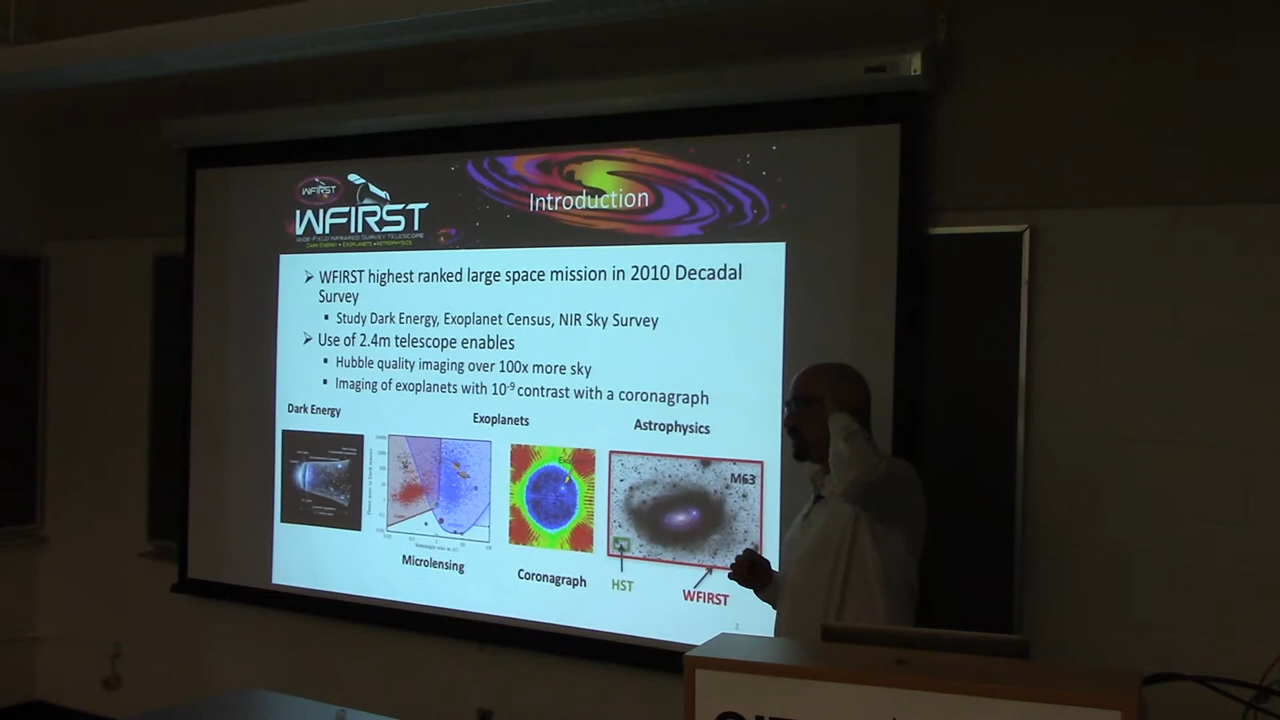 WFIRST
WFIRST
WIDE-FIELD INFRARED SURVEY TELESCOPE
DARK ENERGY • EXOPLANETS • ASTROPHYSICS
Introduction
WFIRST highest ranked large space mission in 2010 Decadal
Survey
Study Dark Energy, Exoplanet Census, NIR Sky Survey
Use of 2.4m telescope enables
Hubble quality imaging over 100x more sky
Imaging of exoplanets with 10-9 contrast with a coronagraph
Dark Energy
Exoplanets
Astrophysics
M63
Microlensing
Coronagraph
HST
WFIRST